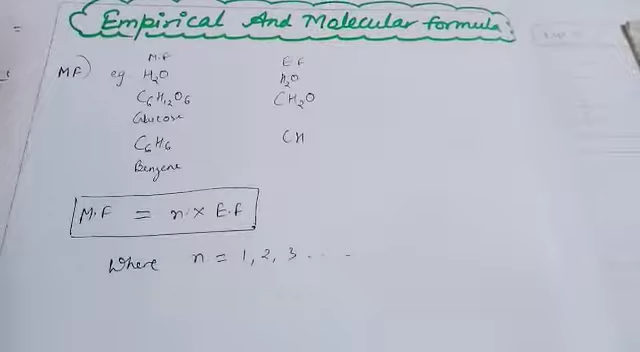 Empirical And Molecular formula:
M.F E.F
MF) eg. H₂O H₂O
C₆H₁₂O₆ CH₂O
Glucose
C₆H₆ CH
Benzene
M.F = n × E.F
Where n = 1, 2, 3 . . . . .